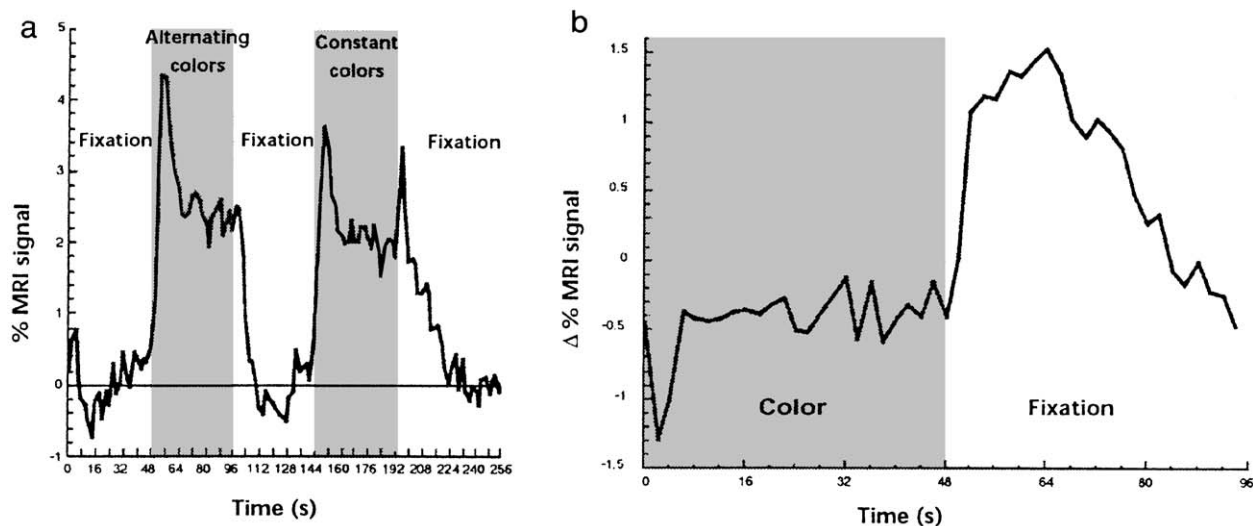 a
Alternating
colors
Constant
colors
Fixation
Fixation
Fixation
% MRI signal
5
4
3
2
1
0
-1
0 16 32 48 64 80 96 112 128 144 160 176 192 208 224 240 256
Time (s)
b
Δ % MRI signal
1.5
1
0.5
0
-0.5
-1
-1.5
Color
Fixation
0 16 32 48 64 80 96
Time (s)